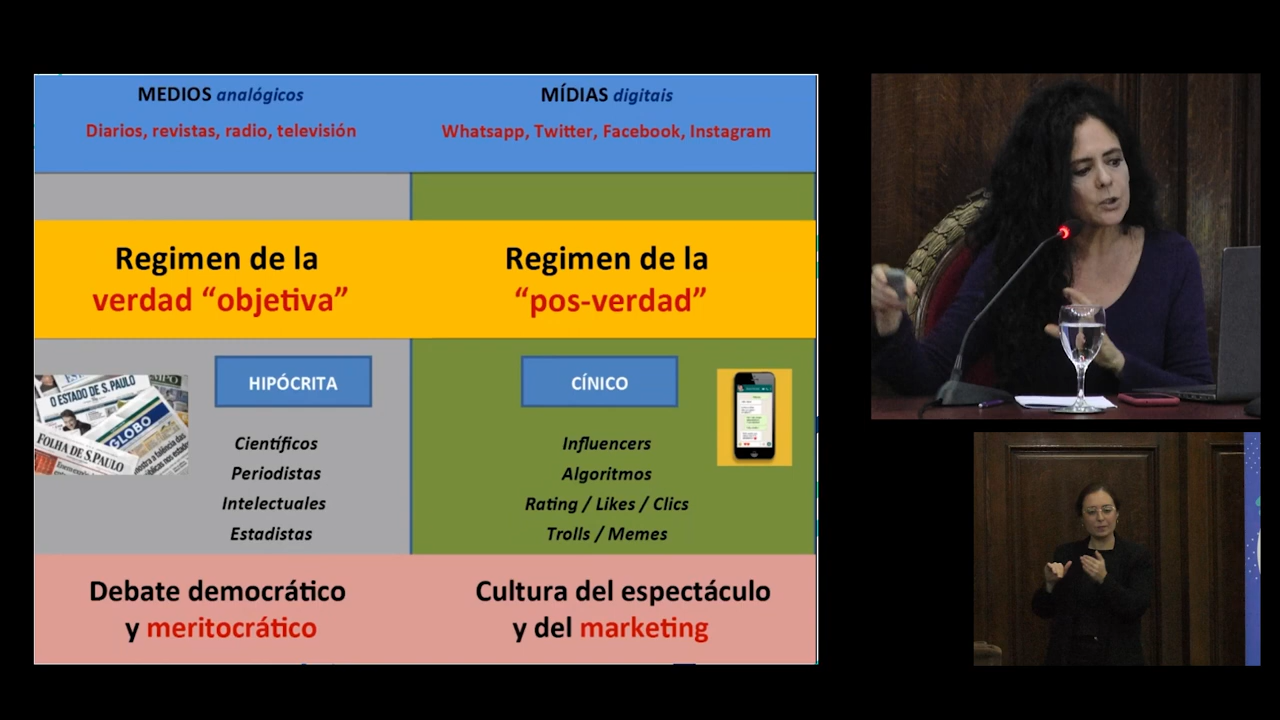 MEDIOS analógicos
Diarios, revistas, radio, televisión
MÍDIAS digitais
Whatsapp, Twitter, Facebook, Instagram
Regimen de la
verdad “objetiva”
Regimen de la
“pos-verdad”
HIPÓCRITA
Científicos
Periodistas
Intelectuales
Estadistas
O ESTADO DE S. PAULO
GLOBO
FOLHA DE S.PAULO
CÍNICO
Influencers
Algoritmos
Rating / Likes / Clics
Trolls / Memes
Debate democrático
y meritocrático
Cultura del espectáculo
y del marketing